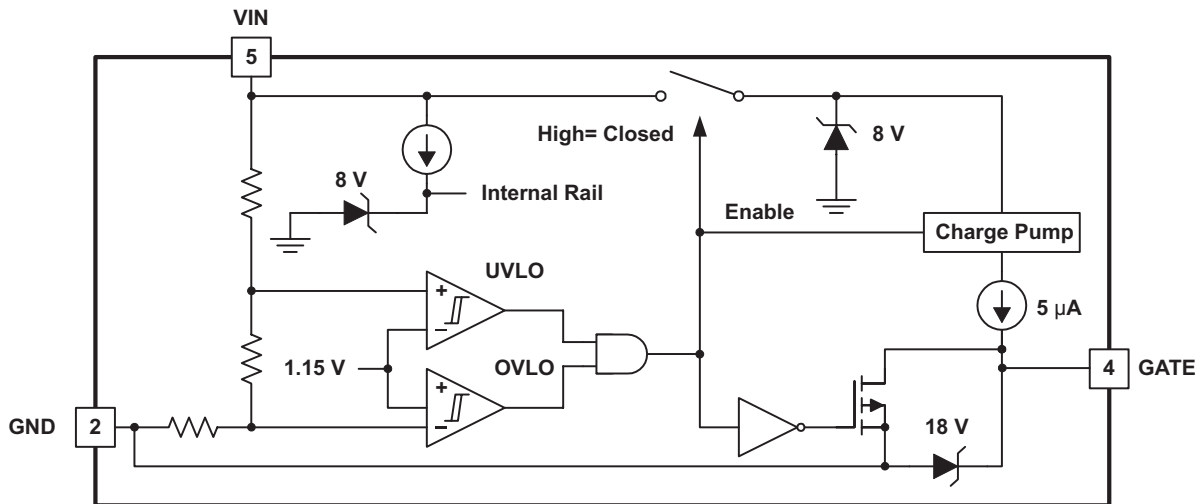 VIN
5
High= Closed
8 V
8 V
Internal Rail
Enable
Charge Pump
UVLO
+
−
5 µA
1.15 V
OVLO
4
GATE
+
−
GND
2
18 V